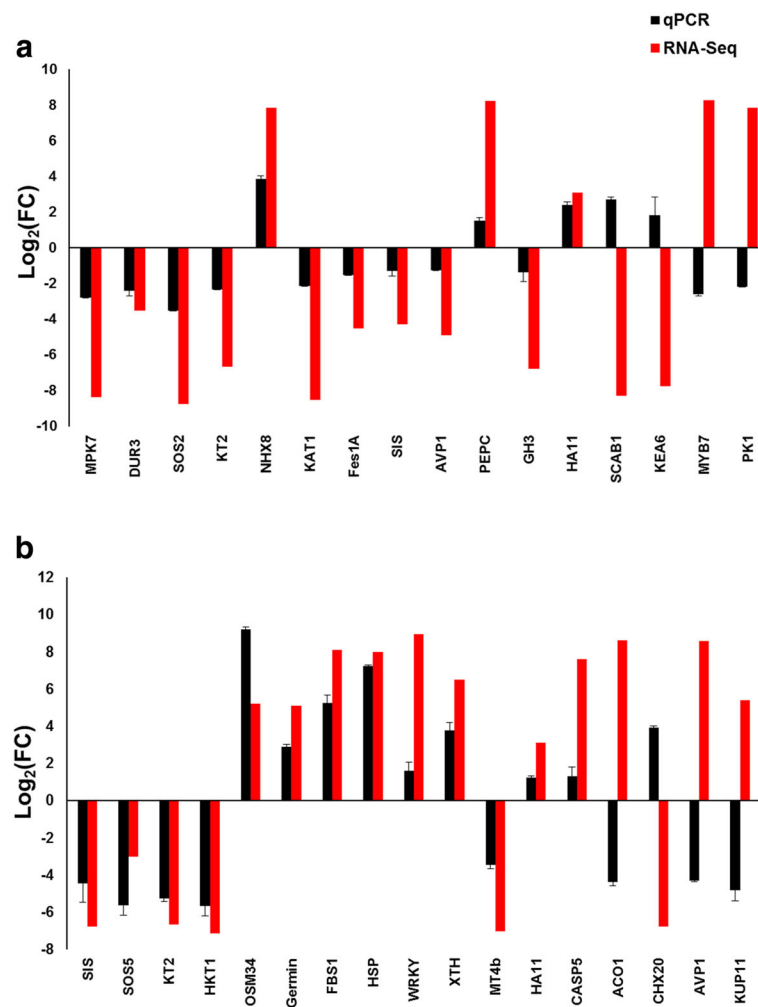 qPCR
RNA-Seq
a
Log2(FC)
10
8
6
4
2
0
-2
-4
-6
-8
-10
MPK7
DUR3
SOS2
KT2
NHX8
KAT1
Fes1A
SIS
AVP1
PEPC
GH3
HA11
SCAB1
KEA6
MYB7
PK1
b
Log2(FC)
12
10
8
6
4
2
0
-2
-4
-6
-8
SIS
SOS5
KT2
HKT1
OSM34
Germin
FBS1
HSP
WRKY
XTH
MT4b
HA11
CASP5
ACO1
CHX20
AVP1
KUP11